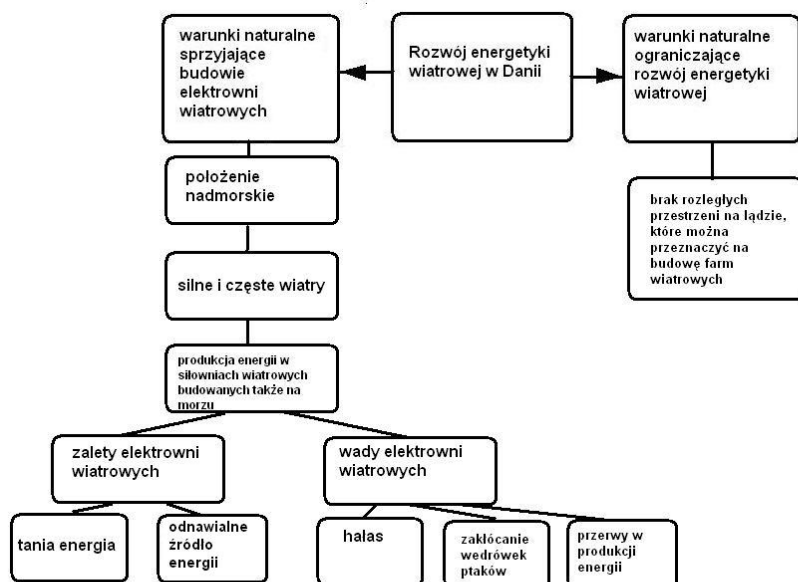 warunki naturalne
sprzyjające
budowie
elektrowni
wiatrowych
Rozwój energetyki
wiatrowej w Danii
warunki naturalne
ograniczające
rozwój energetyki
wiatrowej
położenie
nadmorskie
brak rozległych
przestrzeni na lądzie,
które można
przeznaczyć na
budowę farm
wiatrowych
silne i częste wiatry
produkcja energii w
siłowniach wiatrowych
budowanych także na
morzu
zalety elektrowni
wiatrowych
wady elektrowni
wiatrowych
tania energia
odnawialne
źródło
energii
hałas
zakłócanie
wedrówek
ptaków
przerwy w
produkcji
energii